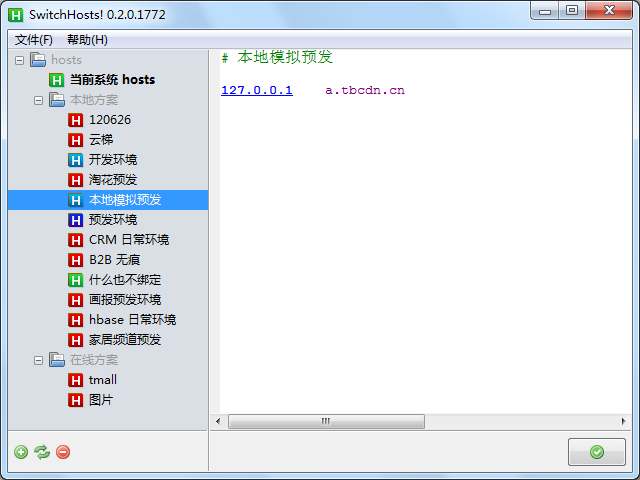 SwitchHosts! 0.2.0.1772
文件(F) 帮助(H)
hosts
当前系统 hosts
本地方案
120626
云梯
开发环境
淘花预发
本地模拟预发
预发环境
CRM 日常环境
B2B 无痕
什么也不绑定
画报预发环境
hbase 日常环境
家居频道预发
在线方案
tmall
图片
# 本地模拟预发
127.0.0.1 a.tbcdn.cn